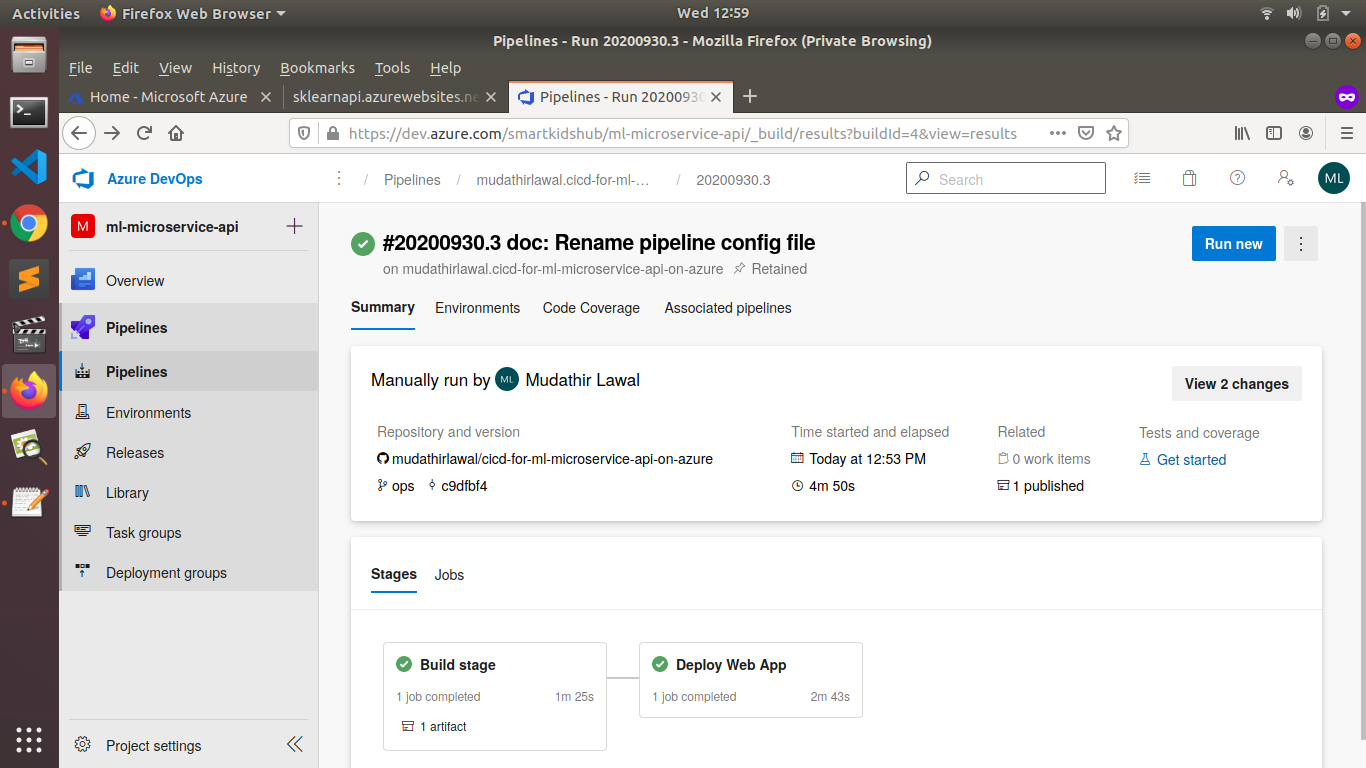 Activities Firefox Web Browser Wed 12:59
Pipelines - Run 20200930.3 - Mozilla Firefox (Private Browsing)
File Edit View History Bookmarks Tools Help
Home - Microsoft Azure sklearnapi.azurewebsites.ne Pipelines - Run 20200930
https://dev.azure.com/smartkidshub/ml-microservice-api/_build/results?buildId=4&view=results
Azure DevOps / Pipelines / mudathirlawal.cicd-for-ml-... / 20200930.3 Search ML
M ml-microservice-api
Overview
Pipelines
Pipelines
Environments
Releases
Library
Task groups
Deployment groups
Project settings
#20200930.3 doc: Rename pipeline config file
Run new
on mudathirlawal.cicd-for-ml-microservice-api-on-azure Retained
Summary Environments Code Coverage Associated pipelines
Manually run by ML Mudathir Lawal
View 2 changes
Repository and version Time started and elapsed Related Tests and coverage
mudathirlawal/cicd-for-ml-microservice-api-on-azure Today at 12:53 PM 0 work items Get started
ops c9dfbf4 4m 50s 1 published
Stages Jobs
Build stage
1 job completed 1m 25s
1 artifact
Deploy Web App
1 job completed 2m 43s